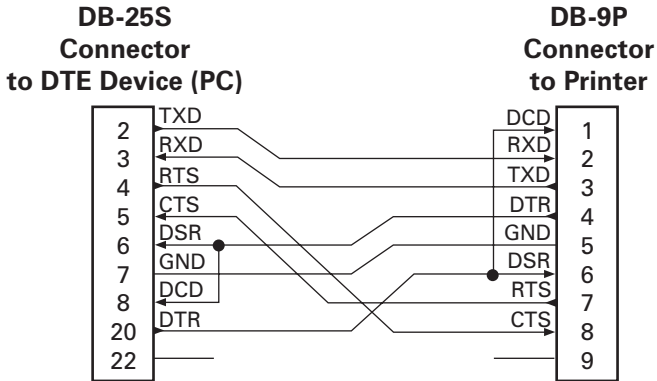 DB-25S
Connector
to DTE Device (PC)
DB-9P
Connector
to Printer
2 TXD
3 RXD
4 RTS
5 CTS
6 DSR
7 GND
8 DCD
20 DTR
22
DCD 1
RXD 2
TXD 3
DTR 4
GND 5
DSR 6
RTS 7
CTS 8
9